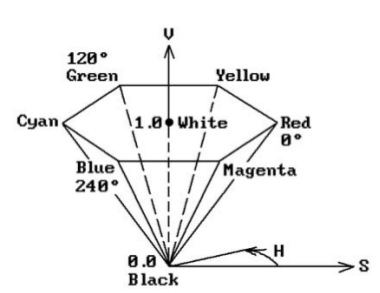 V
120°
Green
Yellow
Cyan
1.0
White
Red
0°
Blue
240°
Magenta
H
0.0
S
Black